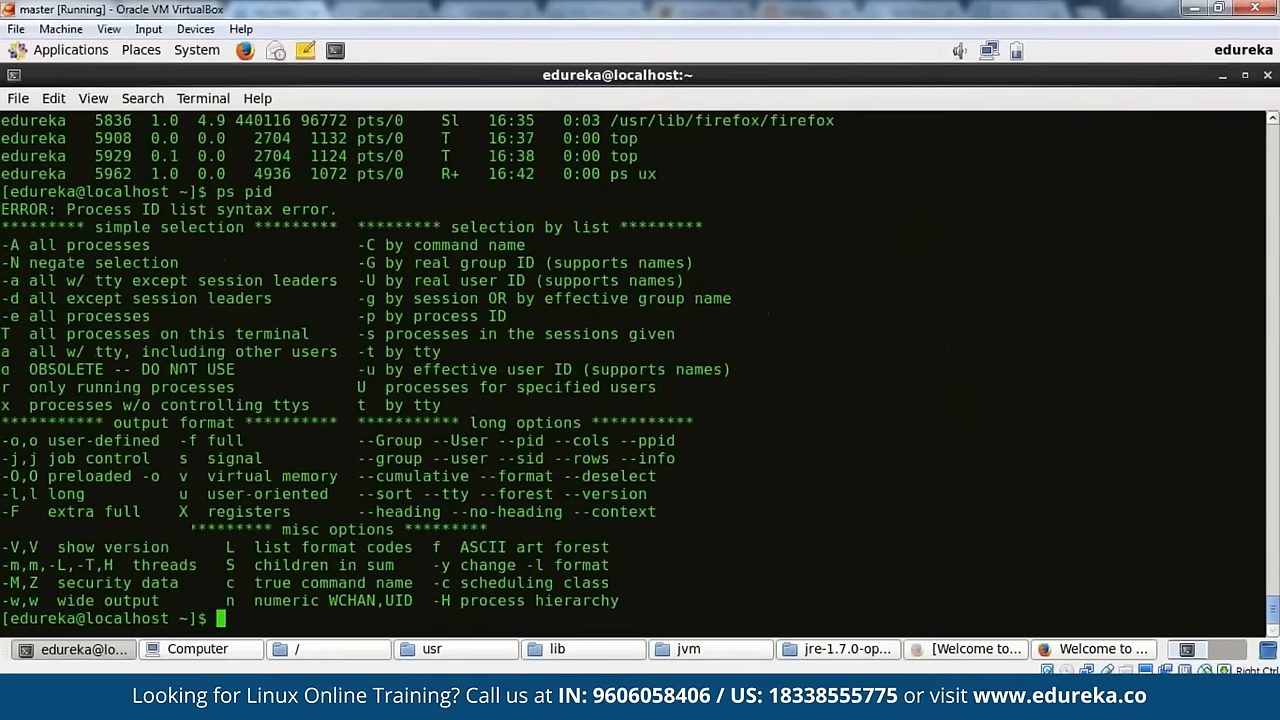 master [Running] - Oracle VM VirtualBox
File Machine View Input Devices Help
Applications Places System edureka
edureka@localhost:~
File Edit View Search Terminal Help
edureka 5836 1.0 4.9 440116 96772 pts/0 Sl 16:35 0:03 /usr/lib/firefox/firefox
edureka 5908 0.0 0.0 2704 1132 pts/0 T 16:37 0:00 top
edureka 5929 0.1 0.0 2704 1124 pts/0 T 16:38 0:00 top
edureka 5962 1.0 0.0 4936 1072 pts/0 R+ 16:42 0:00 ps ux
[edureka@localhost ~]$ ps pid
ERROR: Process ID list syntax error.
********* simple selection ********* ********* selection by list *********
-A all processes -C by command name
-N negate selection -G by real group ID (supports names)
-a all w/ tty except session leaders -U by real user ID (supports names)
-d all except session leaders -g by session OR by effective group name
-e all processes -p by process ID
T all processes on this terminal -s processes in the sessions given
a all w/ tty, including other users -t by tty
g OBSOLETE -- DO NOT USE -u by effective user ID (supports names)
r only running processes U processes for specified users
x processes w/o controlling ttys t by tty
*********** output format ********** *********** long options ***********
-o,o user-defined -f full --Group --User --pid --cols --ppid
-j,j job control s signal --group --user --sid --rows --info
-O,O preloaded -o v virtual memory --cumulative --format --deselect
-l,l long u user-oriented --sort --tty --forest --version
-F extra full X registers --heading --no-heading --context
********* misc options *********
-V,V show version L list format codes f ASCII art forest
-m,m,-L,-T,H threads S children in sum -y change -l format
-M,Z security data c true command name -c scheduling class
-w,w wide output n numeric WCHAN,UID -H process hierarchy
[edureka@localhost ~]$
edureka@lo... Computer / usr lib jvm jre-1.7.0-op... [Welcome to... Welcome to ...
Right Ctrl
Looking for Linux Online Training? Call us at IN: 9606058406 / US: 18338555775 or visit www.edureka.co